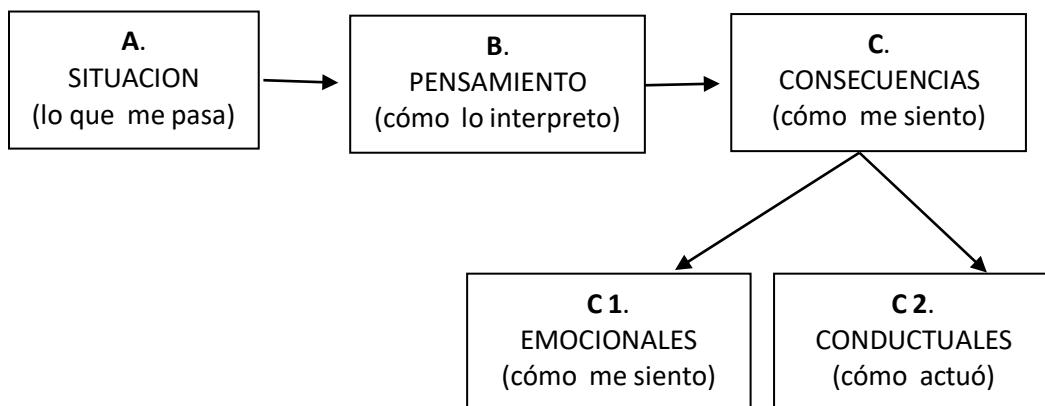 A.
SITUACION
(lo que me pasa)
B.
PENSAMIENTO
(cómo lo interpreto)
C.
CONSECUENCIAS
(cómo me siento)
C 1.
EMOCIONALES
(cómo me siento)
C 2.
CONDUCTUALES
(cómo actuó)